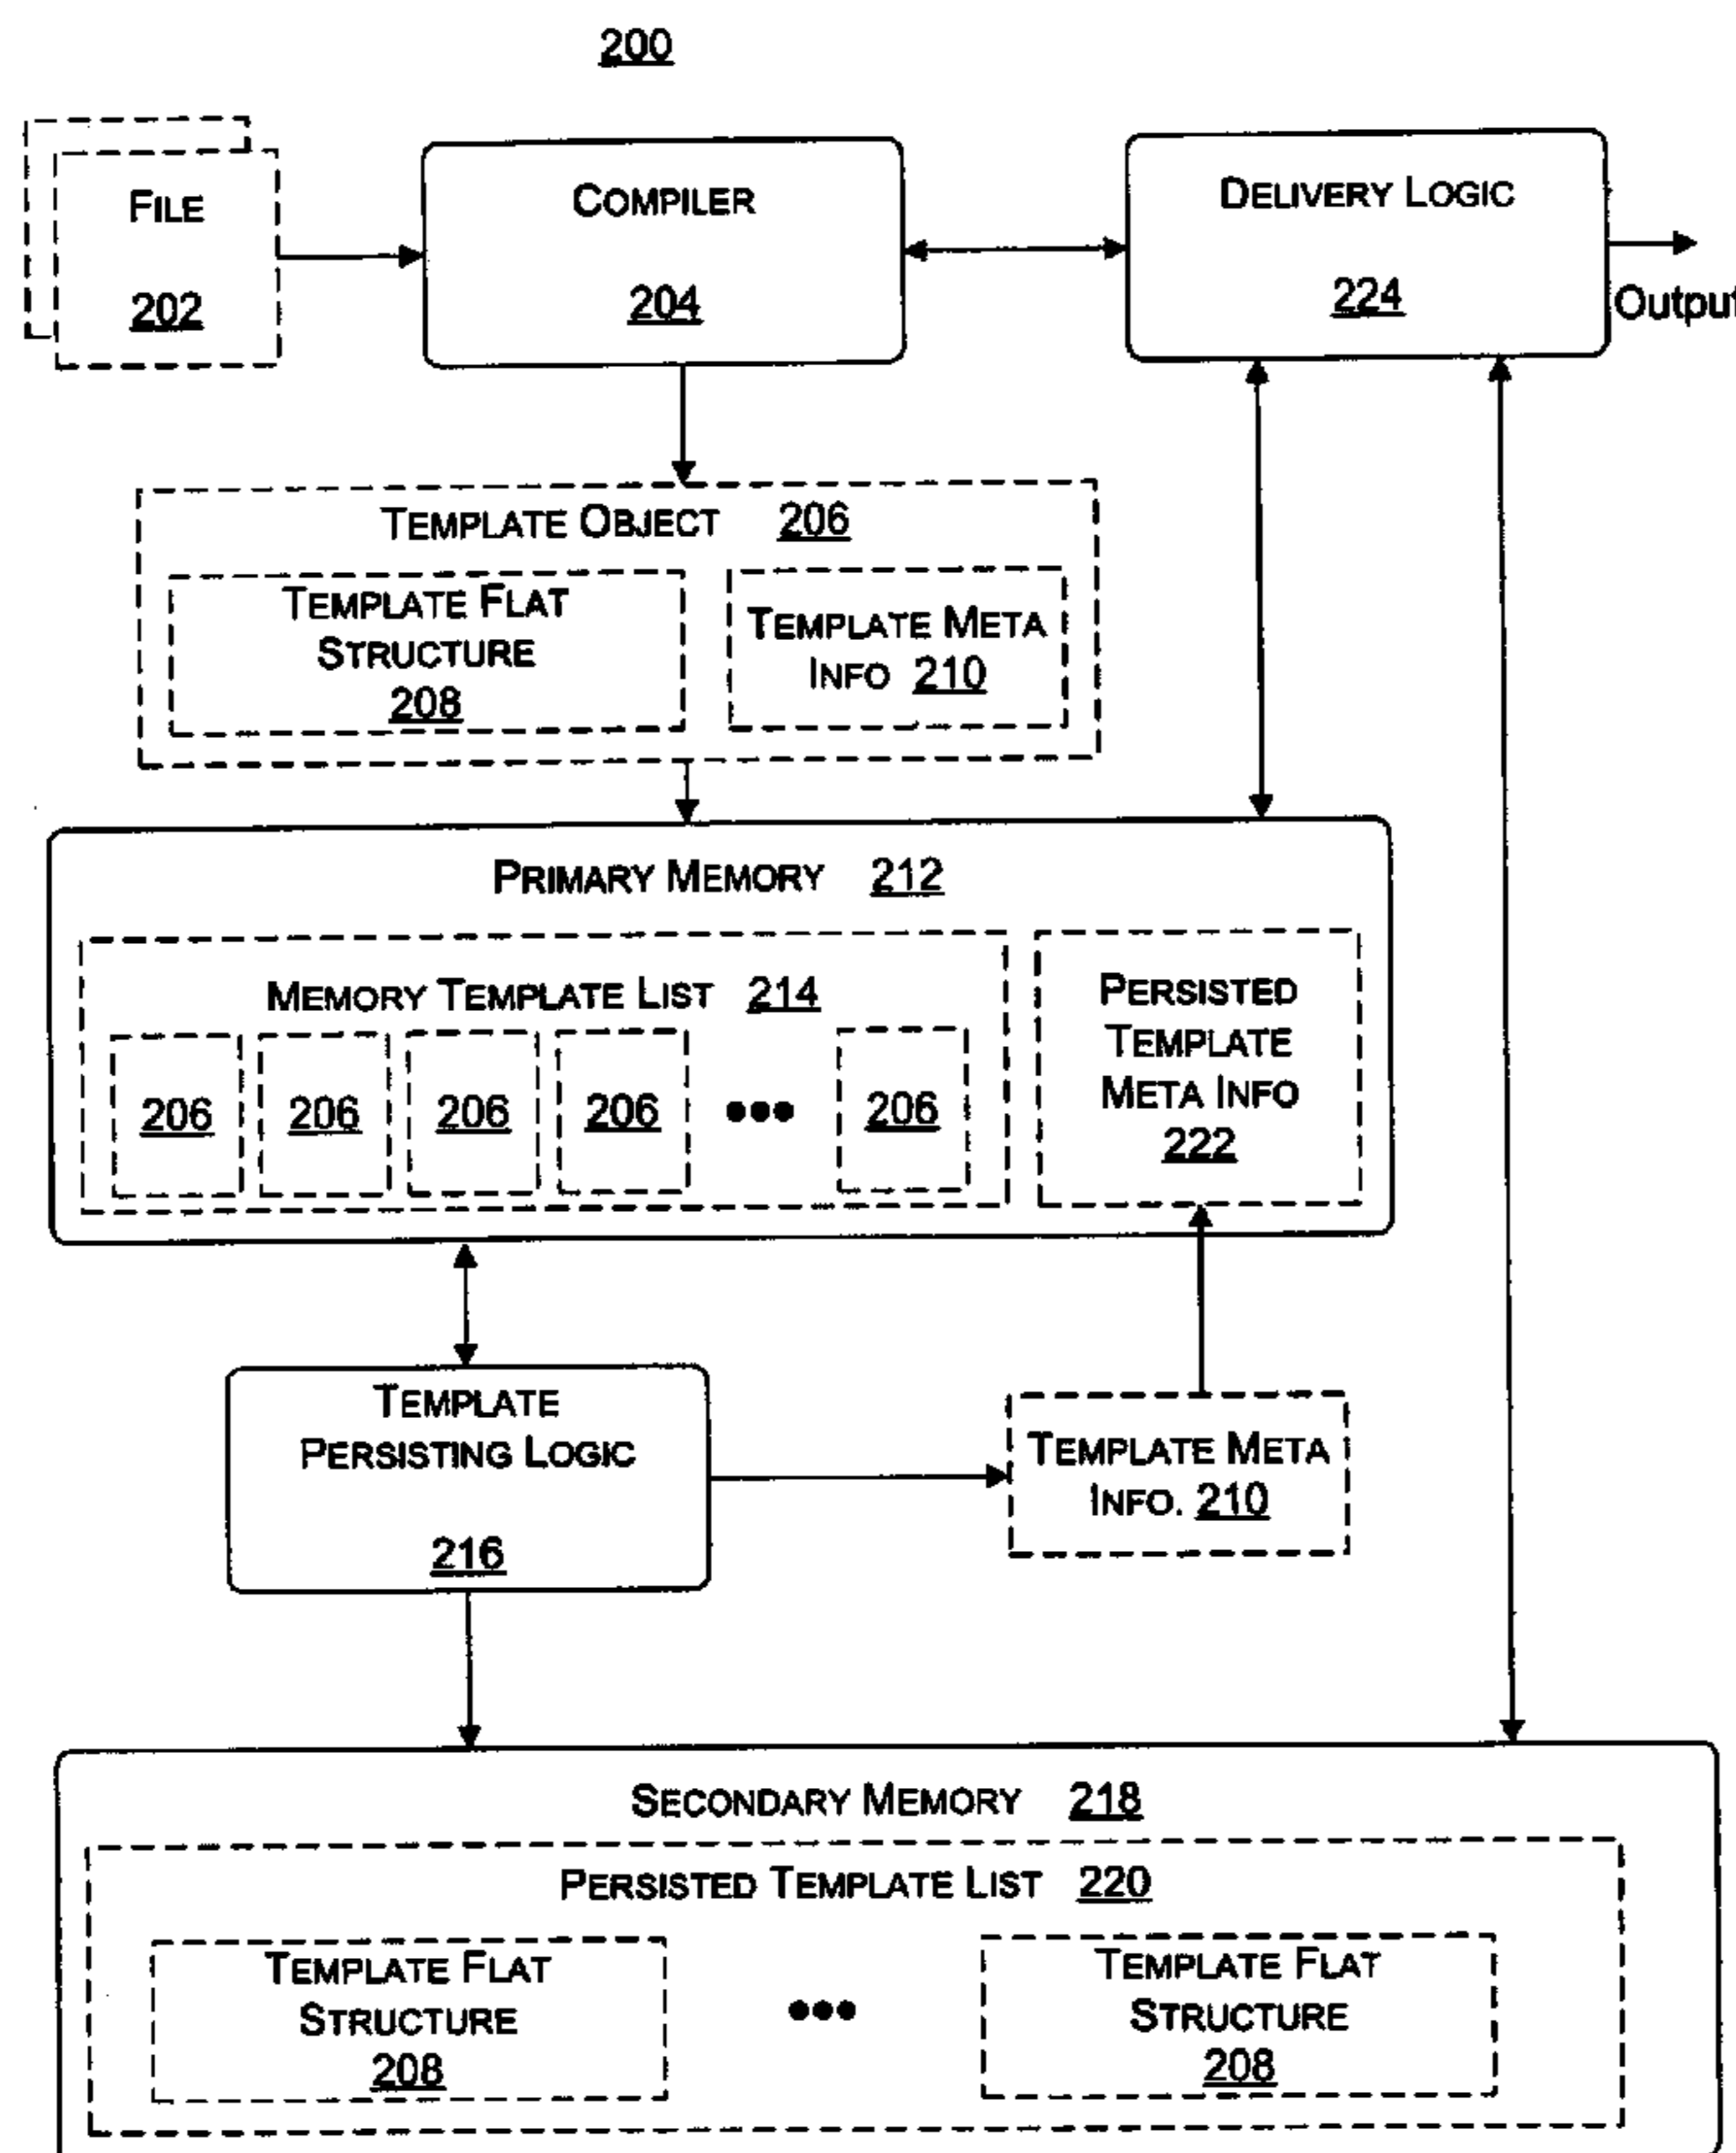 200
FILE
202
COMPILER
204
DELIVERY LOGIC
224
Output
TEMPLATE OBJECT 206
TEMPLATE FLAT
STRUCTURE
208
TEMPLATE META
INFO 210
PRIMARY MEMORY 212
MEMORY TEMPLATE LIST 214
206 206 206 206 ••• 206
PERSISTED
TEMPLATE
META INFO
222
TEMPLATE
PERSISTING LOGIC
216
TEMPLATE META
INFO. 210
SECONDARY MEMORY 218
PERSISTED TEMPLATE LIST 220
TEMPLATE FLAT
STRUCTURE
208
•••
TEMPLATE FLAT
STRUCTURE
208